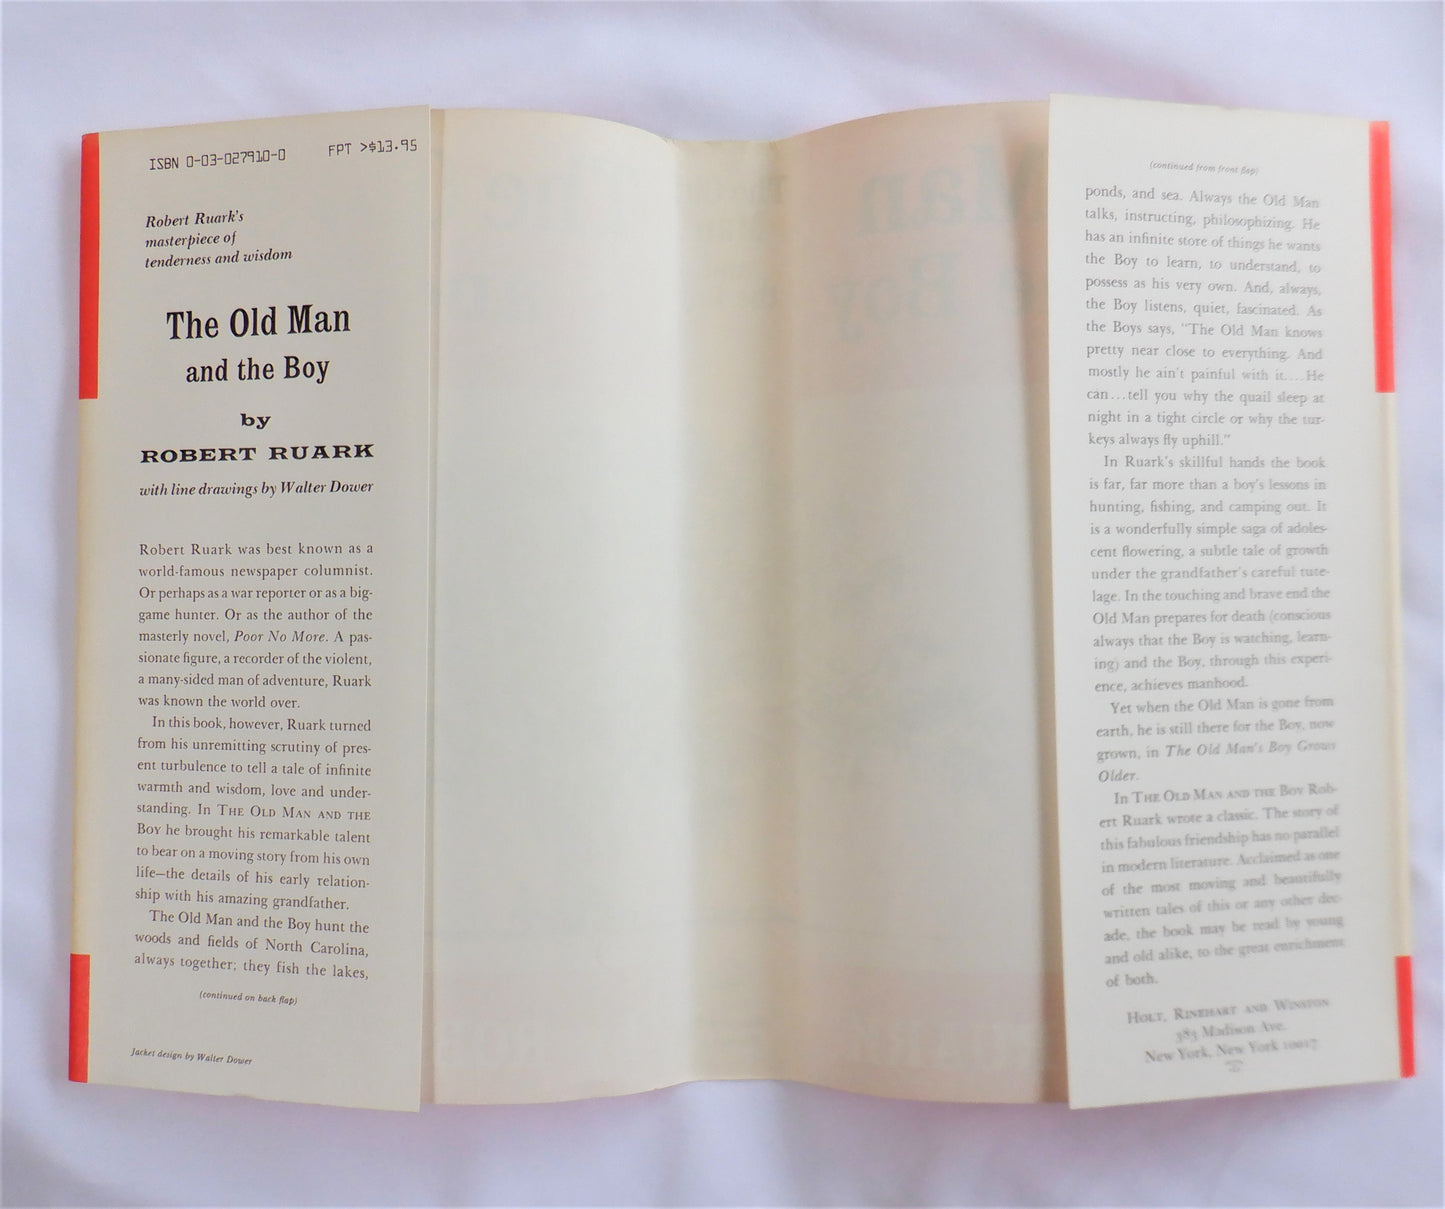 ISBN 0-03-027910-0 FPT >$13.95
Robert Ruark's
masterpiece of
tenderness and wisdom
The Old Man
and the Boy
by
ROBERT RUARK
with line drawings by Walter Dower
Robert Ruark was best known as a
world-famous newspaper columnist.
Or perhaps as a war reporter or as a big-
game hunter. Or as the author of the
masterly novel, Poor No More. A pas-
sionate figure, a recorder of the violent,
a many-sided man of adventure, Ruark
was known the world over.
In this book, however, Ruark turned
from his unremitting scrutiny of pres-
ent turbulence to tell a tale of infinite
warmth and wisdom, love and under-
standing. In THE OLD MAN AND THE
BOY he brought his remarkable talent
to bear on a moving story from his own
life—the details of his early relation-
ship with his amazing grandfather.
The Old Man and the Boy hunt the
woods and fields of North Carolina,
always together; they fish the lakes,
(continued on back flap)
Jacket design by Walter Dower
(continued from front flap)
ponds, and sea. Always the Old Man
talks, instructing, philosophizing. He
has an infinite store of things he wants
the Boy to learn, to understand, to
possess as his very own. And, always,
the Boy listens, quiet, fascinated. As
the Boys says, "The Old Man knows
pretty near close to everything. And
mostly he ain't painful with it....He
can...tell you why the quail sleep at
night in a tight circle or why the tur-
keys always fly uphill."
In Ruark's skillful hands the book
is far, far more than a boy's lessons in
hunting, fishing, and camping out. It
is a wonderfully simple saga of adoles-
cent flowering, a subtle tale of growth
under the grandfather's careful tute-
lage. In the touching and brave end the
Old Man prepares for death (conscious
always that the Boy is watching, learn-
ing) and the Boy, through this experi-
ence, achieves manhood.
Yet when the Old Man is gone from
earth, he is still there for the Boy, now
grown, in The Old Man's Boy Grows
Older.
In THE OLD MAN AND THE BOY Rob-
ert Ruark wrote a classic. The story of
this fabulous friendship has no parallel
in modern literature. Acclaimed as one
of the most moving and beautifully
written tales of this or any other dec-
ade, the book may be read by young
and old alike, to the great enrichment
of both.
HOLT, RINEHART AND WINSTON
383 Madison Ave.
New York, New York 10017